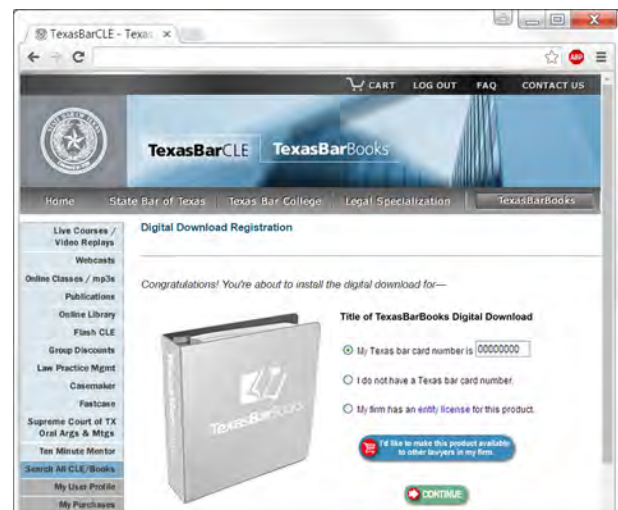 TexasBarCLE - Texas ×
ABP
CART LOG OUT FAQ CONTACT US
TexasBarCLE TexasBarBooks
Home State Bar of Texas Texas Bar College Legal Specialization TexasBarBooks
Live Courses /
Video Replays
Webcasts
Online Classes / mp3s
Publications
Online Library
Flash CLE
Group Discounts
Law Practice Mgmt
Casemaker
Fastcase
Supreme Court of TX
Oral Args & Mtgs
Ten Minute Mentor
Search All CLE/Books
My User Profile
My Purchases
Digital Download Registration
Congratulations! You're about to install the digital download for—
TexasBarBooks
Title of TexasBarBooks Digital Download
My Texas bar card number is 00000000
I do not have a Texas bar card number.
My firm has an entity license for this product.
I'd like to make this product available
to other lawyers in my firm.
CONTINUE